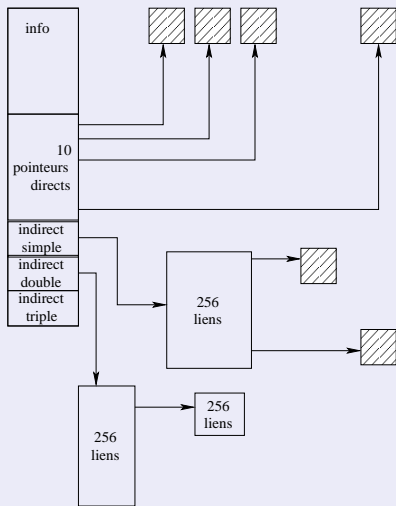 info
10
pointeurs
directs
indirect
simple
indirect
double
indirect
triple
256
liens
256
liens
256
liens